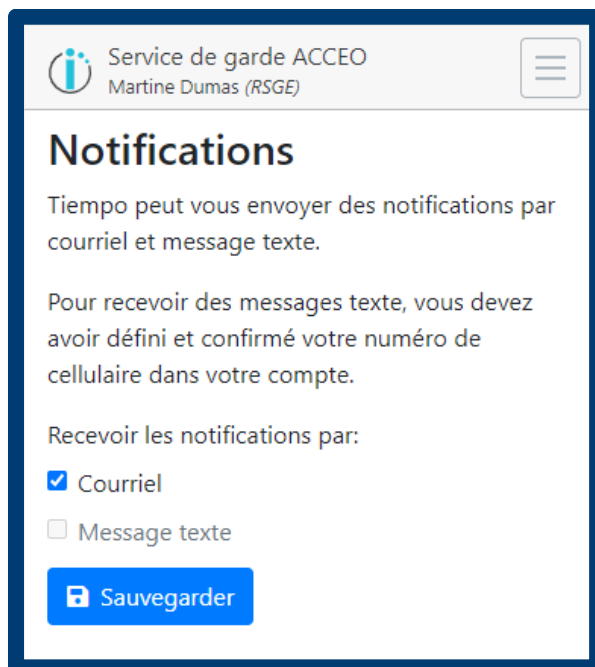 Service de garde ACCEO
Martine Dumas (RSGE)
Notifications
Tiempo peut vous envoyer des notifications par
courriel et message texte.
Pour recevoir des messages texte, vous devez
avoir défini et confirmé votre numéro de
cellulaire dans votre compte.
Recevoir les notifications par:
Courriel
Message texte
Sauvegarder